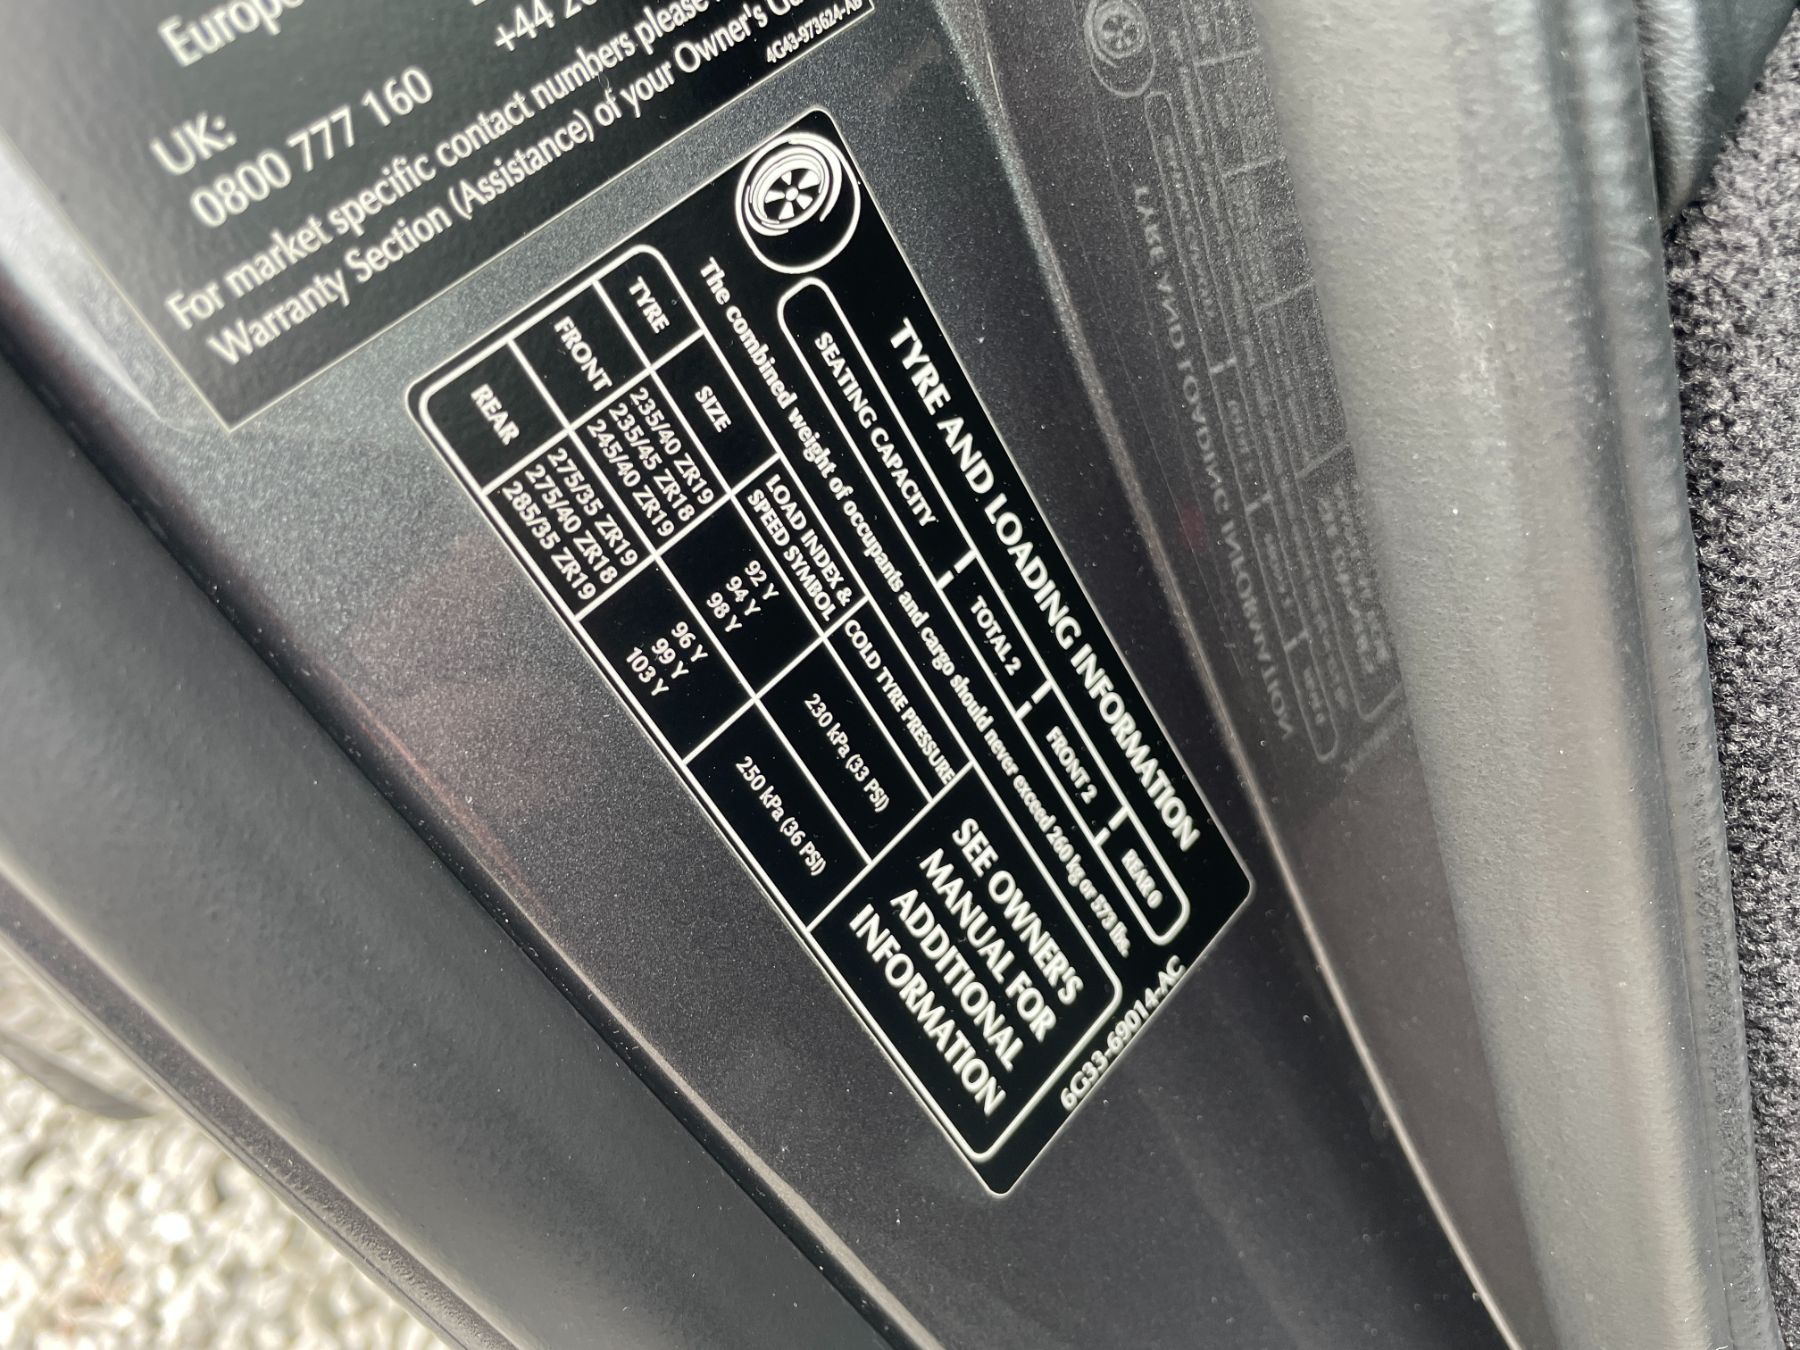 UK:
0800 777 160
+44
For market specific contact numbers please
Warranty Section (Assistance) of your Owner's
4G43-973624-AB
TYRE AND LOADING INFORMATION
SEATING CAPACITY
TOTAL 2
FRONT 2
REAR 0
The combined weight of occupants and cargo should never exceed 260 kg or 573 lbs.
TYRE
SIZE
LOAD INDEX &
SPEED SYMBOL
COLD TYRE PRESSURE
SEE OWNER'S
MANUAL FOR
ADDITIONAL
INFORMATION
FRONT
235/40 ZR19
235/45 ZR18
245/40 ZR19
92 Y
94 Y
98 Y
230 kPa (33 PSI)
REAR
275/35 ZR19
275/40 ZR18
285/35 ZR19
96 Y
99 Y
103 Y
250 kPa (36 PSI)
6G33-69014-AC